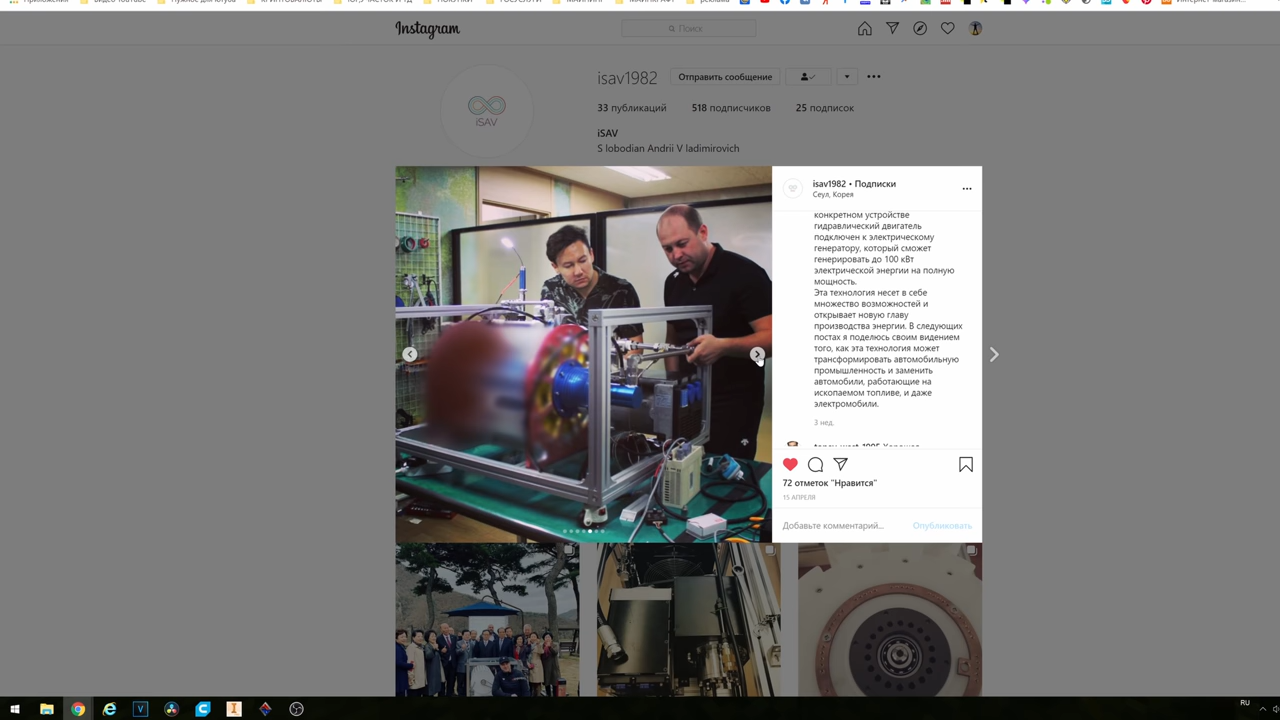 Instagram
Поиск
isav1982
Отправить сообщение
33 публикаций 518 подписчиков 25 подписок
iSAV
iSAV
S lobodian Andrii V ladimirovich
isav1982 • Подписки
Сеул, Корея
конкретном устройстве
гидравлический двигатель
подключен к электрическому
генератору, который сможет
генерировать до 100 кВт
электрической энергии на полную
мощность.
Эта технология несет в себе
множество возможностей и
открывает новую главу
производства энергии. В следующих
постах я поделюсь своим видением
того, как эта технология может
трансформировать автомобильную
промышленность и заменить
автомобили, работающие на
ископаемом топливе, и даже
электромобили.
3 нед.
72 отметок "Нравится"
15 АПРЕЛЯ
Добавьте комментарий...
Опубликовать
RU